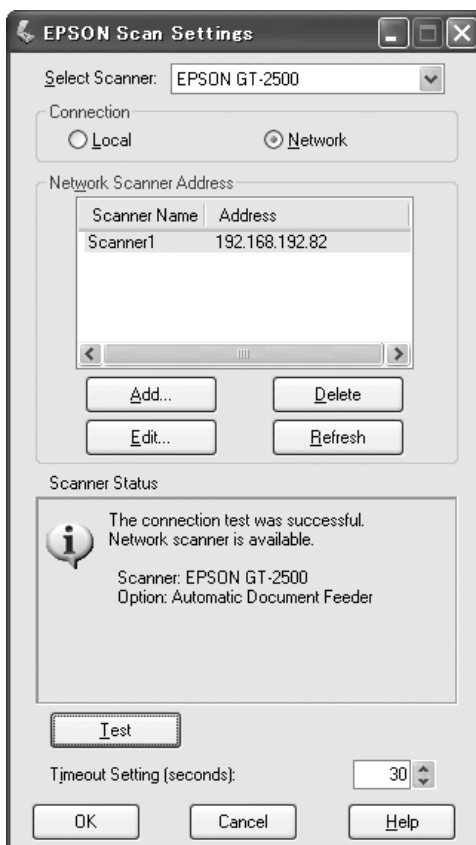 EPSON Scan Settings
Select Scanner: EPSON GT-2500
Connection
Local Network
Network Scanner Address
Scanner Name Address
Scanner1 192.168.192.82
Add... Delete
Edit... Refresh
Scanner Status
The connection test was successful.
Network scanner is available.
Scanner: EPSON GT-2500
Option: Automatic Document Feeder
Test
Timeout Setting (seconds): 30
OK Cancel Help